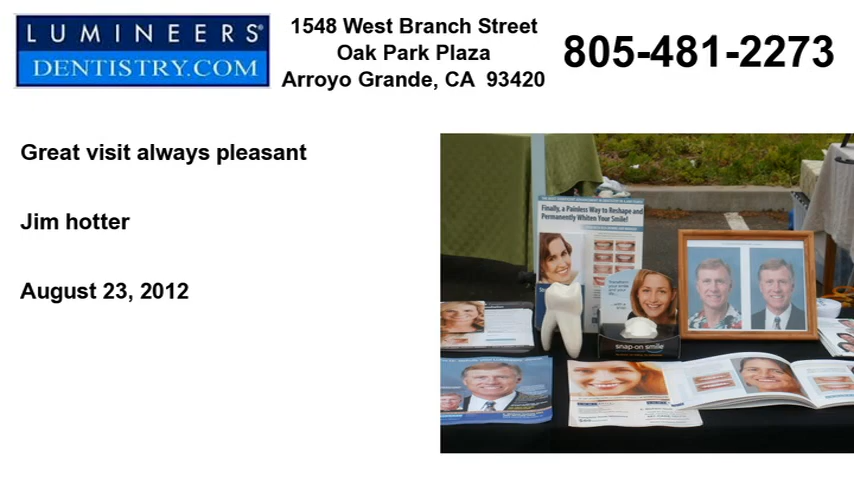 LUMINEERS®
DENTISTRY.COM
1548 West Branch Street
Oak Park Plaza
Arroyo Grande, CA  93420
805-481-2273
Great visit always pleasant
Jim hotter
August 23, 2012
Finally, a Painless Way to Reshape and
Permanently Whiten Your Smile!
snap-on smile